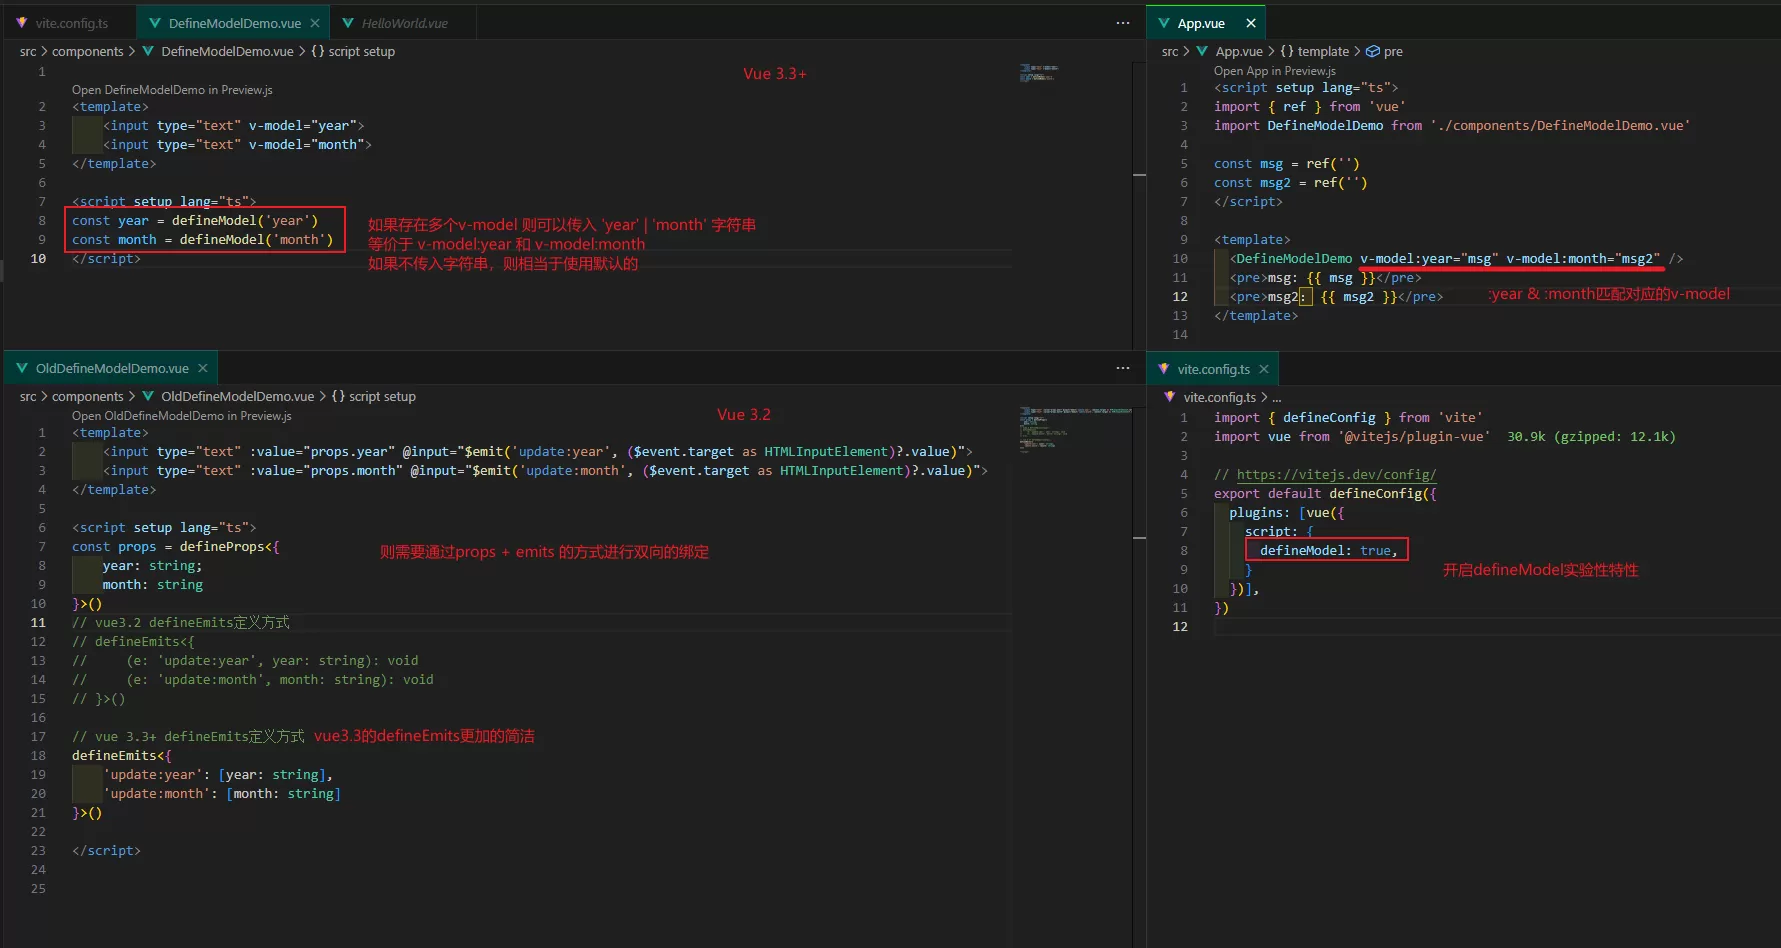 vite.config.ts
DefineModelDemo.vue
HelloWorld.vue
src > components > DefineModelDemo.vue > {} script setup
Vue 3.3+
1
Open DefineModelDemo in Preview.js
2 <template>
3 <input type="text" v-model="year">
4 <input type="text" v-model="month">
5 </template>
6
7 <script setup lang="ts">
8 const year = defineModel('year')
9 const month = defineModel('month')
10 </script>
如果存在多个v-model 则可以传入 'year' | 'month' 字符串
等价于 v-model:year 和 v-model:month
如果不传入字符串，则相当于使用默认的
App.vue
src > App.vue > {} template > pre
Open App in Preview.js
1 <script setup lang="ts">
2 import { ref } from 'vue'
3 import DefineModelDemo from './components/DefineModelDemo.vue'
4
5 const msg = ref('')
6 const msg2 = ref('')
7 </script>
8
9 <template>
10 <DefineModelDemo v-model:year="msg" v-model:month="msg2" />
11 <pre>msg: {{ msg }}</pre>
12 <pre>msg2： {{ msg2 }}</pre>
13 </template>
14
:year & :month匹配对应的v-model
OldDefineModelDemo.vue
src > components > OldDefineModelDemo.vue > {} script setup
Vue 3.2
Open OldDefineModelDemo in Preview.js
1 <template>
2 <input type="text" :value="props.year" @input="$emit('update:year', ($event.target as HTMLInputElement)?.value)">
3 <input type="text" :value="props.month" @input="$emit('update:month', ($event.target as HTMLInputElement)?.value)">
4 </template>
5
6 <script setup lang="ts">
7 const props = defineProps<{
8 year: string;
9 month: string
10 }>()
11 // vue3.2 defineEmits定义方式
12 // defineEmits<{
13 // (e: 'update:year', year: string): void
14 // (e: 'update:month', month: string): void
15 // }>()
16
17 // vue 3.3+ defineEmits定义方式
18 defineEmits<{
19 'update:year': [year: string],
20 'update:month': [month: string]
21 }>()
22
23 </script>
24
25
则需要通过props + emits 的方式进行双向的绑定
vue3.3的defineEmits更加的简洁
vite.config.ts
vite.config.ts > ...
1 import { defineConfig } from 'vite'
2 import vue from '@vitejs/plugin-vue' 30.9k (gzipped: 12.1k)
3
4 // https://vitejs.dev/config/
5 export default defineConfig({
6 plugins: [vue({
7 script: {
8 defineModel: true,
9 }
10 })],
11 })
12
开启defineModel实验性特性